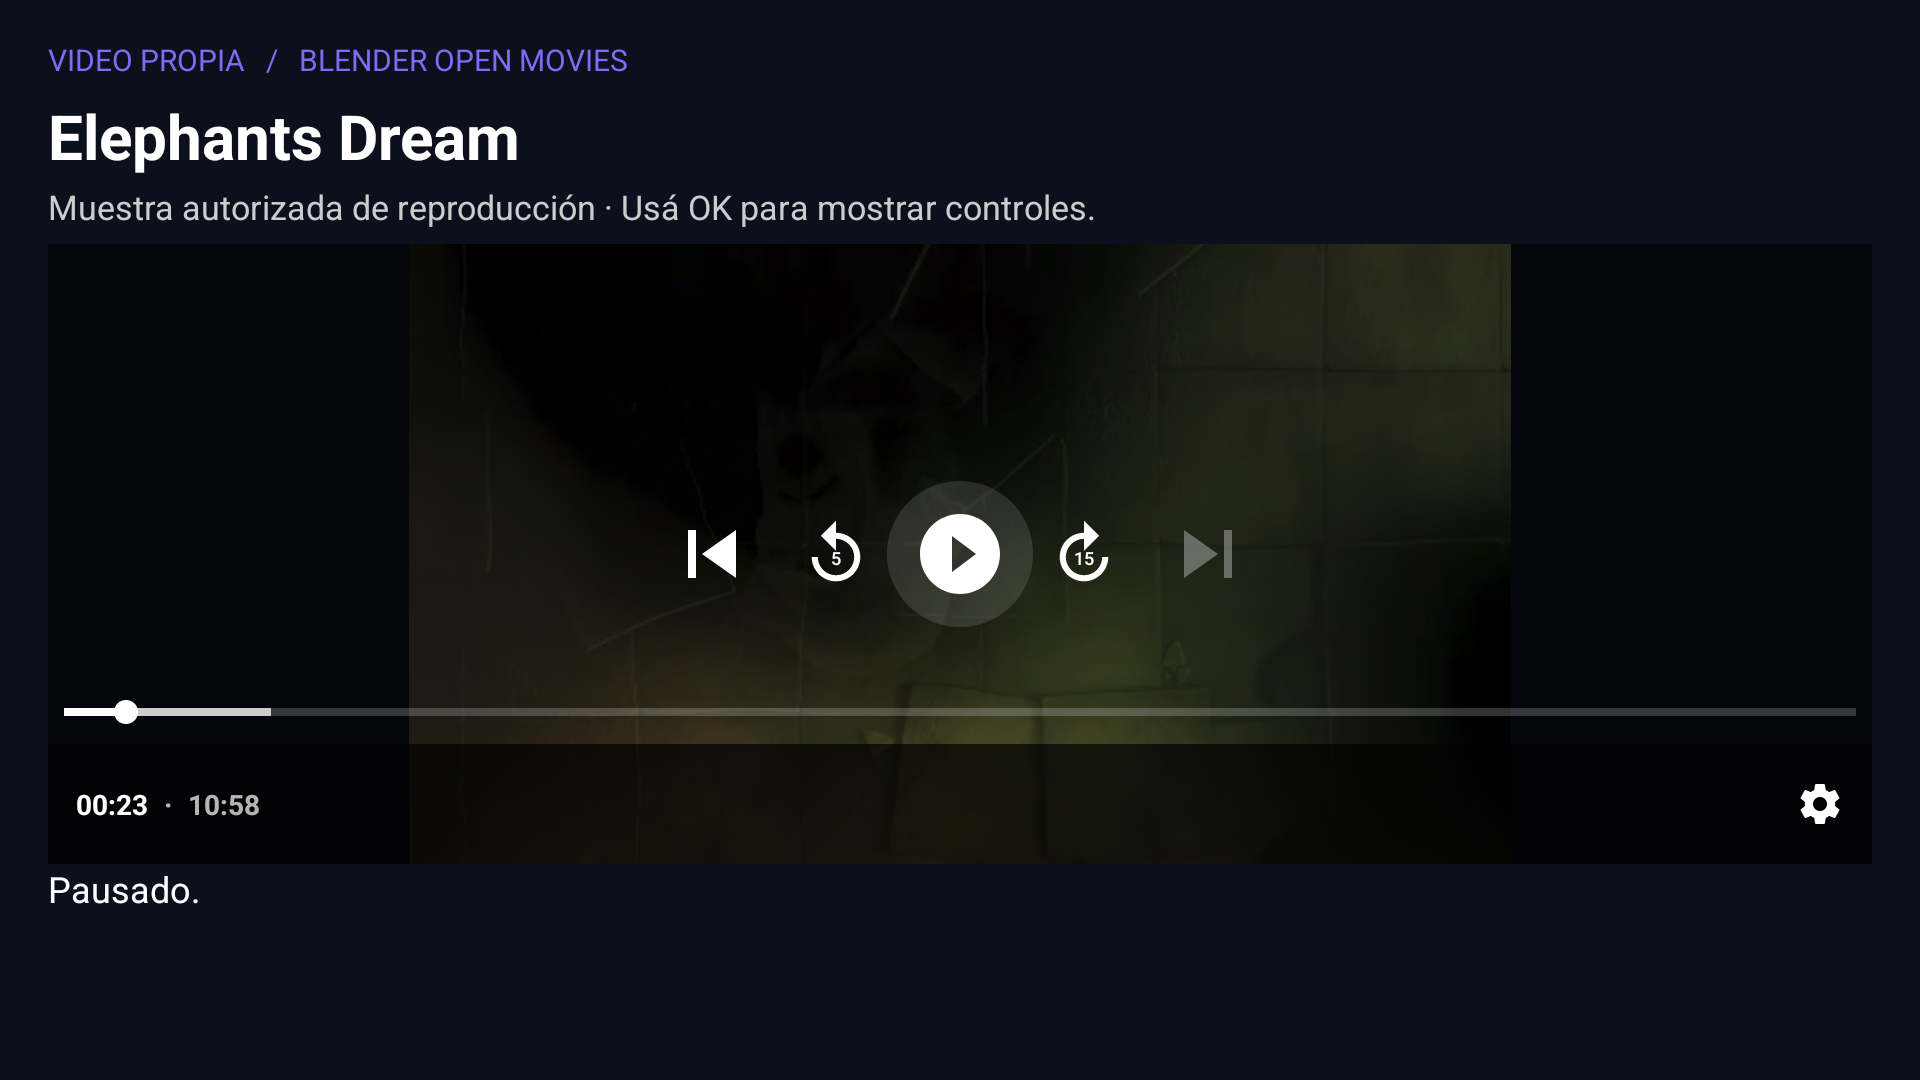 VIDEO PROPIA / BLENDER OPEN MOVIES
Elephants Dream
Muestra autorizada de reproducción · Usá OK para mostrar controles.
5
15
00:23 · 10:58
Pausado.